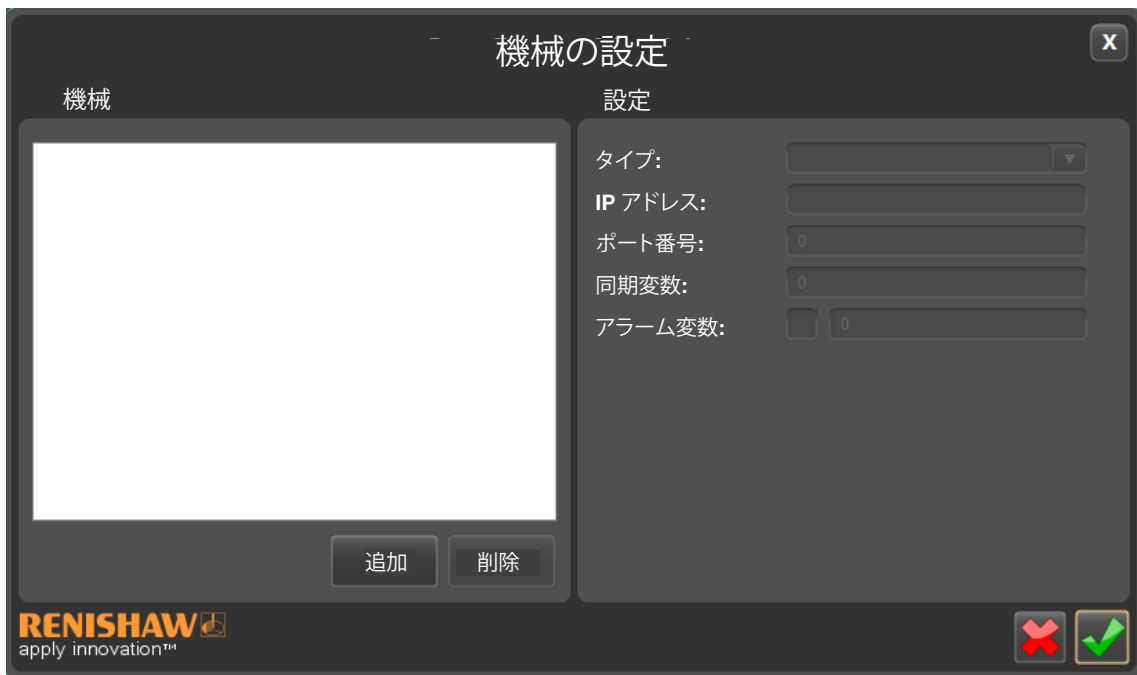 機械の設定
X
機械
設定
タイプ:
IP アドレス:
ポート番号:
0
同期変数:
0
アラーム変数:
0
追加
削除
RENISHAW
apply innovation™